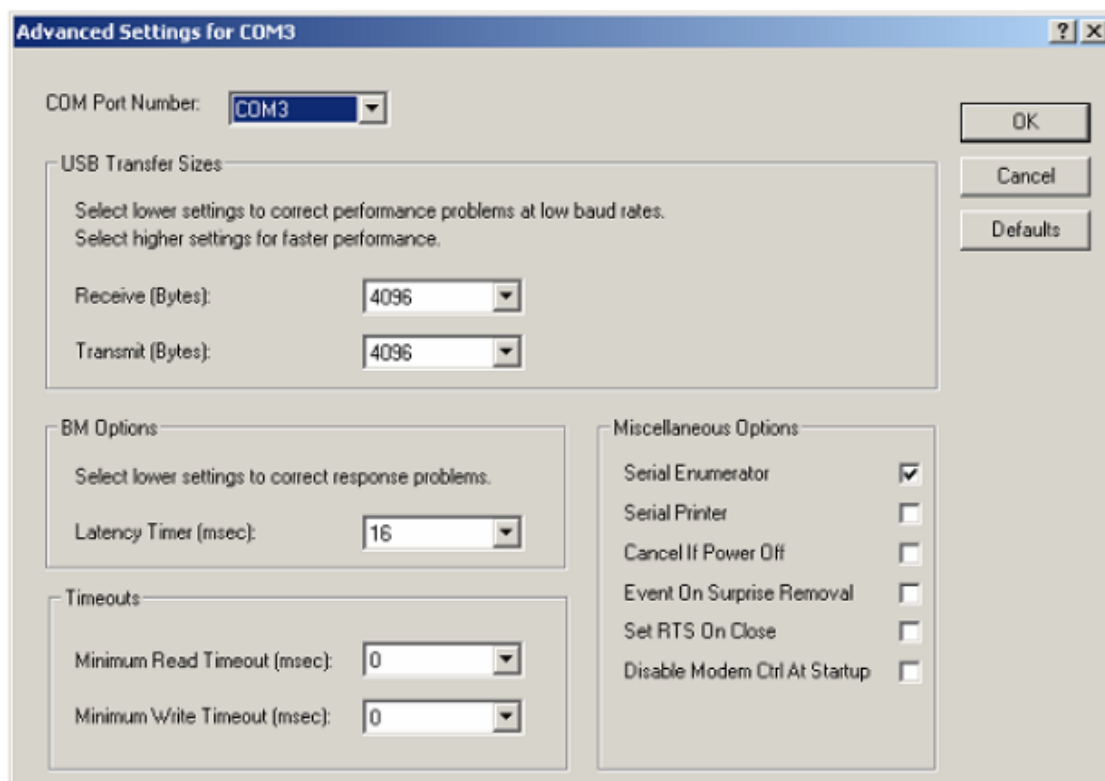 Advanced Settings for COM3
COM Port Number: COM3
OK
Cancel
Defaults
USB Transfer Sizes
Select lower settings to correct performance problems at low baud rates.
Select higher settings for faster performance.
Receive (Bytes): 4096
Transmit (Bytes): 4096
BM Options
Select lower settings to correct response problems.
Latency Timer (msec): 16
Timeouts
Minimum Read Timeout (msec): 0
Minimum Write Timeout (msec): 0
Miscellaneous Options
Serial Enumerator
Serial Printer
Cancel If Power Off
Event On Surprise Removal
Set RTS On Close
Disable Modem Ctrl At Startup